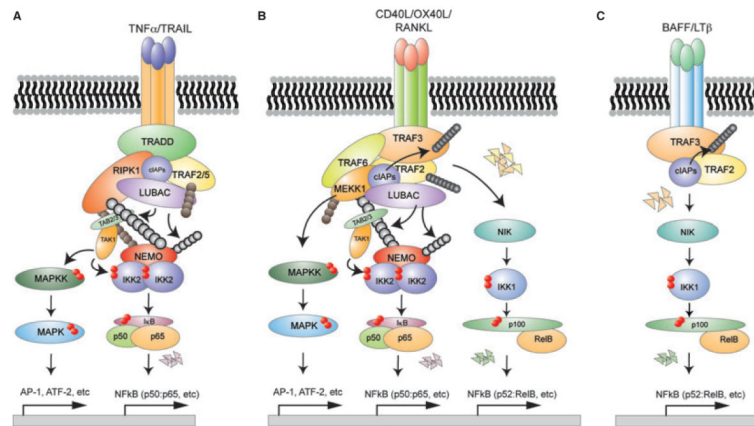 A
TNFα/TRAIL
TRADD
RIPK1
cIAPs
TRAF2/5
LUBAC
TAB2/3
TAK1
NEMO
MAPKK
IKK2
IKK2
MAPK
IκB
p50
p65
AP-1, ATF-2, etc
NFkB (p50:p65, etc)
B
CD40L/OX40L/
RANKL
TRAF3
TRAF6
TRAF2
cIAPs
MEKK1
LUBAC
TAB2/3
TAK1
NIK
NEMO
MAPKK
IKK2
IKK2
IKK1
MAPK
IκB
p100
p50
p65
RelB
AP-1, ATF-2, etc
NFkB (p50:p65, etc)
NFkB (p52:RelB, etc)
C
BAFF/LTβ
TRAF3
cIAPs
TRAF2
NIK
IKK1
p100
RelB
NFkB (p52:RelB, etc)